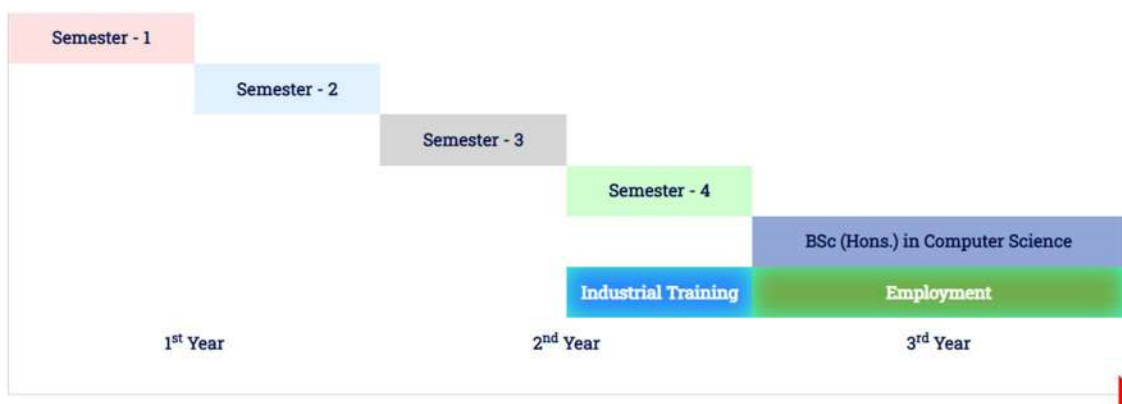 Semester - 1
Semester - 2
Semester - 3
Semester - 4
BSc (Hons.) in Computer Science
Industrial Training Employment
1st Year 2nd Year 3rd Year